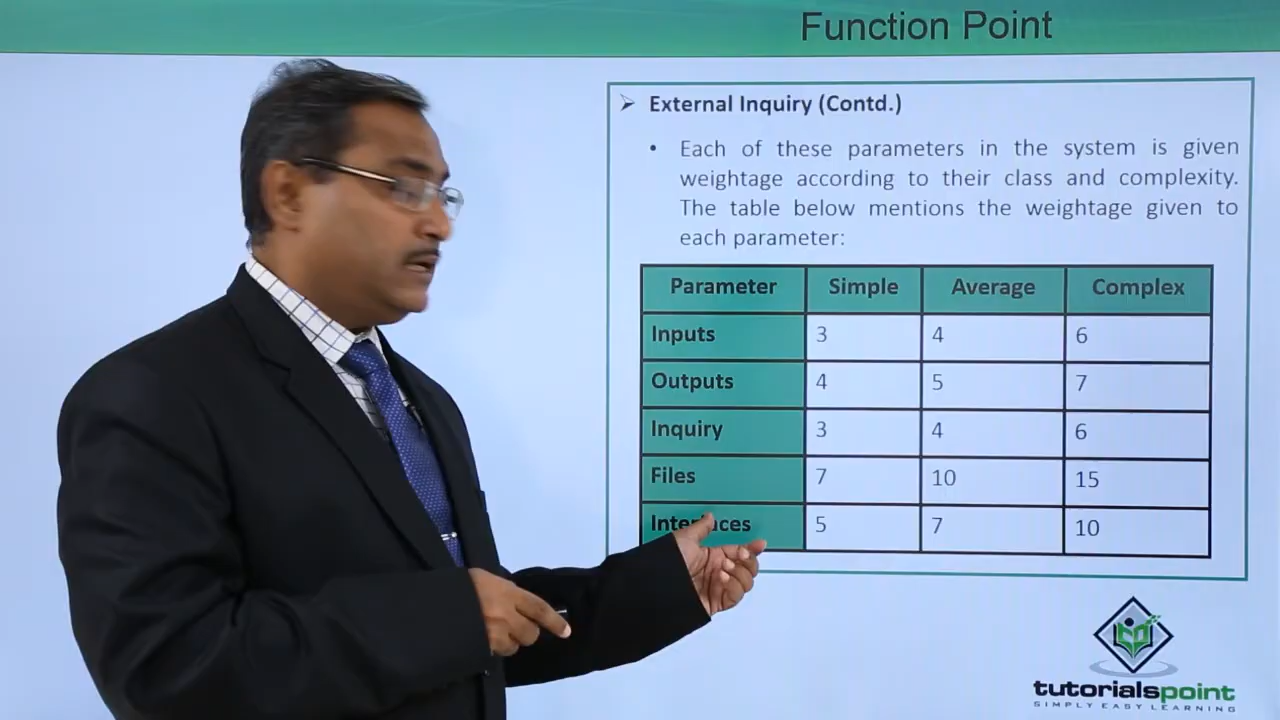 Function Point
➢ External Inquiry (Contd.)
• Each of these parameters in the system is given
weightage according to their class and complexity.
The table below mentions the weightage given to
each parameter:
Parameter Simple Average Complex
Inputs 3 4 6
Outputs 4 5 7
Inquiry 3 4 6
Files 7 10 15
5 7 10
tutorialspoint
SIMPLY EASY LEARNING